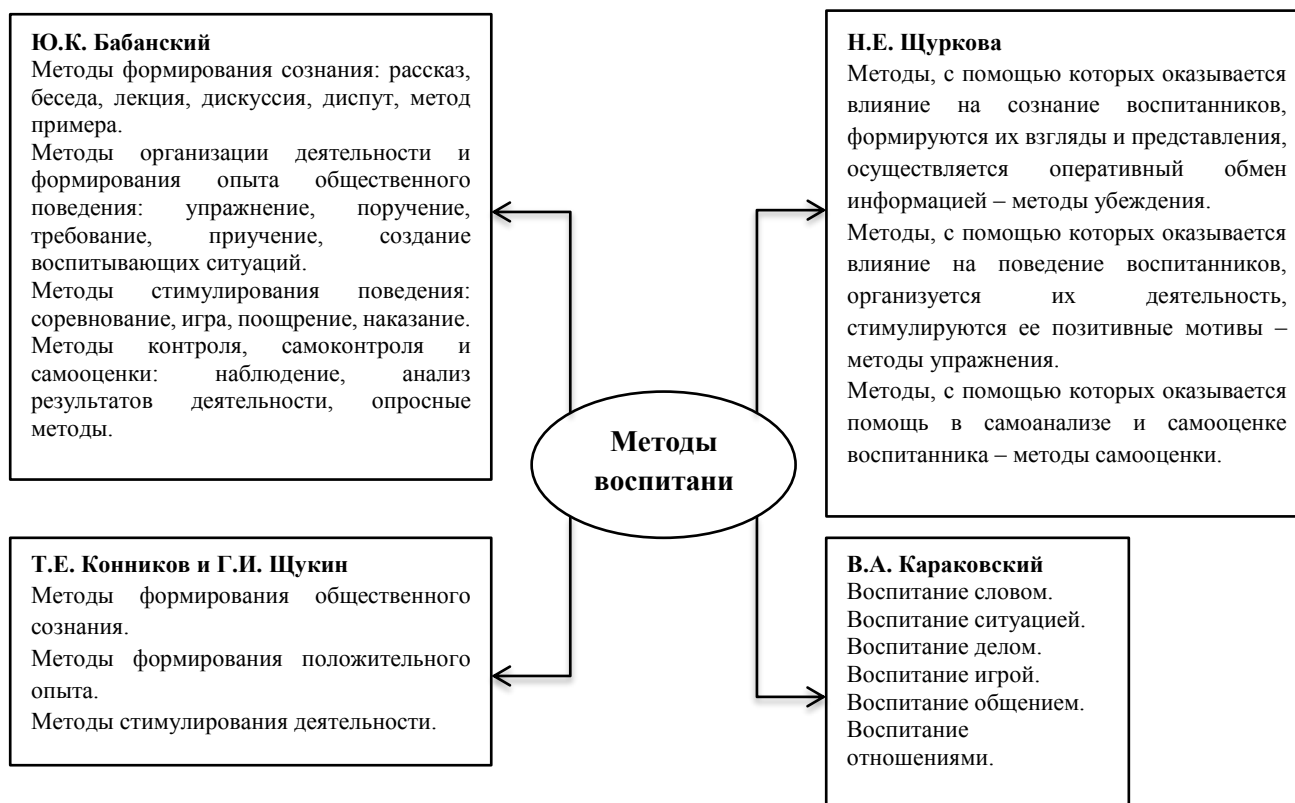 Ю.К. Бабанский
Методы формирования сознания: рассказ,
беседа, лекция, дискуссия, диспут, метод
примера.
Методы организации деятельности и
формирования опыта общественного
поведения: упражнение, поручение,
требование, приучение, создание
воспитывающих ситуаций.
Методы стимулирования поведения:
соревнование, игра, поощрение, наказание.
Методы контроля, самоконтроля и
самооценки: наблюдение, анализ
результатов деятельности, опросные
методы.
Н.Е. Щуркова
Методы, с помощью которых оказывается
влияние на сознание воспитанников,
формируются их взгляды и представления,
осуществляется оперативный обмен
информацией – методы убеждения.
Методы, с помощью которых оказывается
влияние на поведение воспитанников,
организуется их деятельность,
стимулируются ее позитивные мотивы –
методы упражнения.
Методы, с помощью которых оказывается
помощь в самоанализе и самооценке
воспитанника – методы самооценки.
Методы
воспитани
Т.Е. Конников и Г.И. Щукин
Методы формирования общественного
сознания.
Методы формирования положительного
опыта.
Методы стимулирования деятельности.
В.А. Караковский
Воспитание словом.
Воспитание ситуацией.
Воспитание делом.
Воспитание игрой.
Воспитание общением.
Воспитание
отношениями.